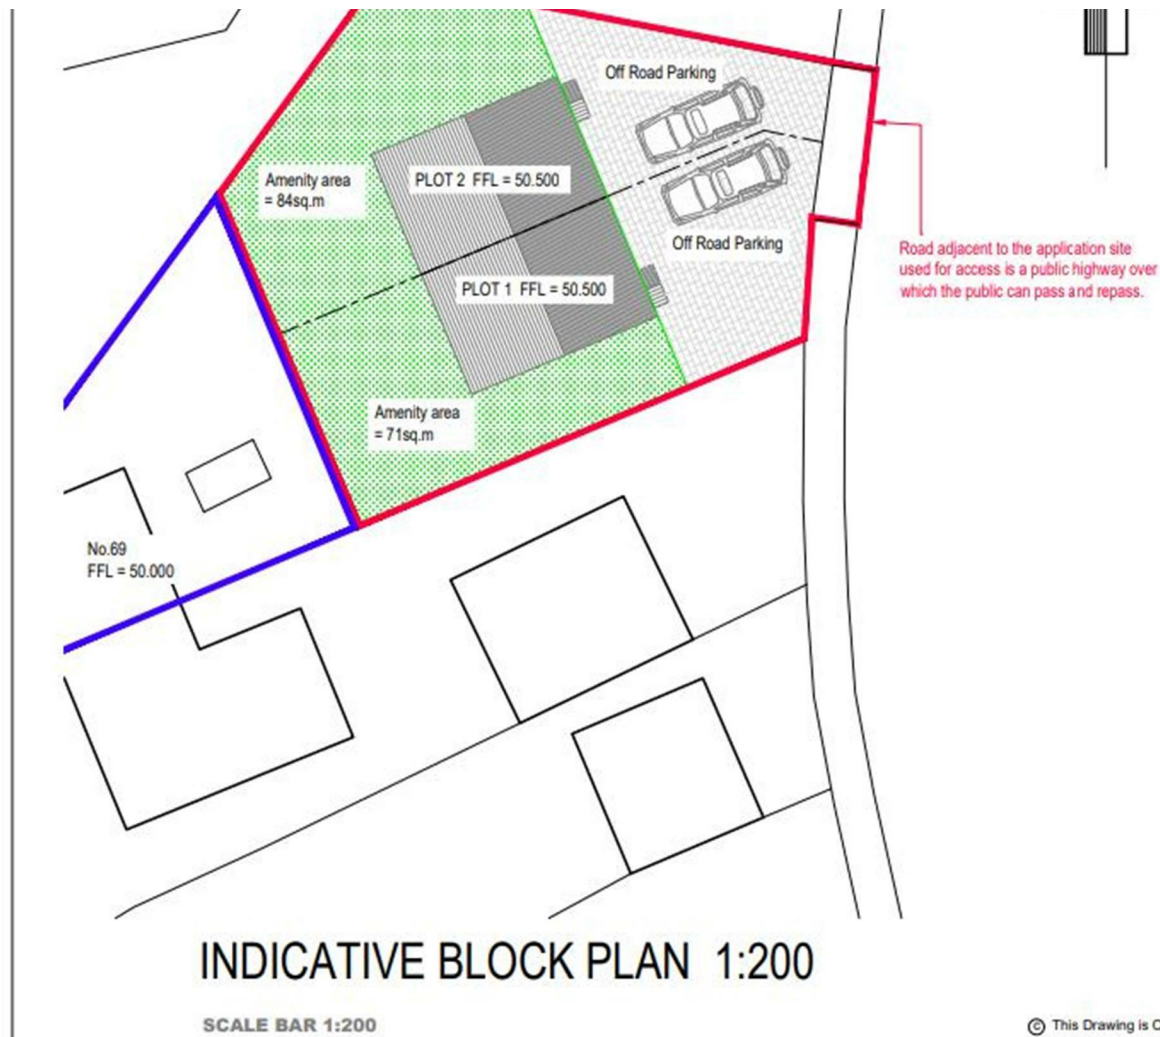 Off Road Parking
Amenity area
= 84sq.m
PLOT 2 FFL = 50.500
Off Road Parking
Road adjacent to the application site
used for access is a public highway over
which the public can pass and repass.
PLOT 1 FFL = 50.500
Amenity area
= 71sq.m
No.69
FFL = 50.000
INDICATIVE BLOCK PLAN 1:200
SCALE BAR 1:200
© This Drawing is